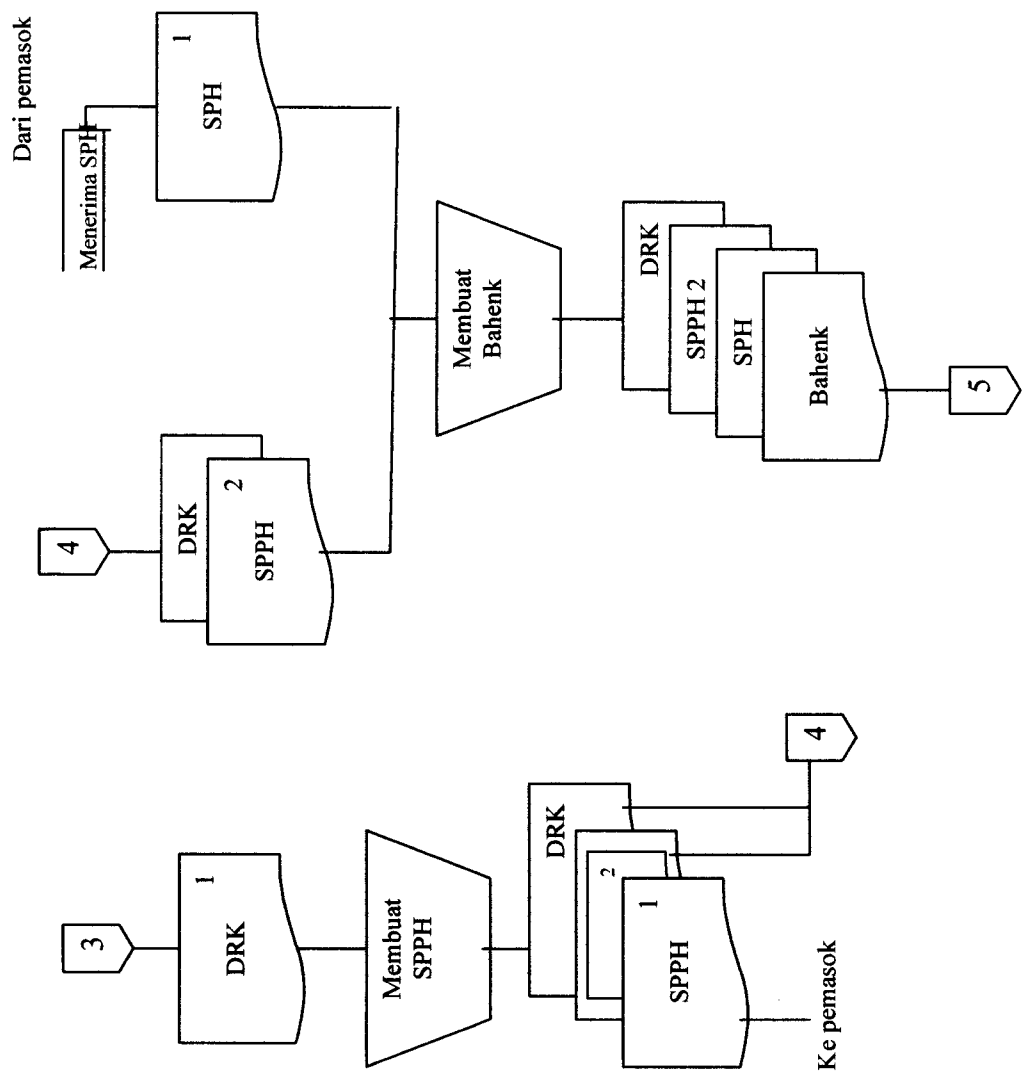 3
1
DRK
Membuat
SPPH
DRK
2
1
SPPH
Ke pemasok
4
4
DRK
2
SPPH
Dari pemasok
Menerima SPH
1
SPH
Membuat
Bahenk
DRK
SPPH 2
SPH
Bahenk
5